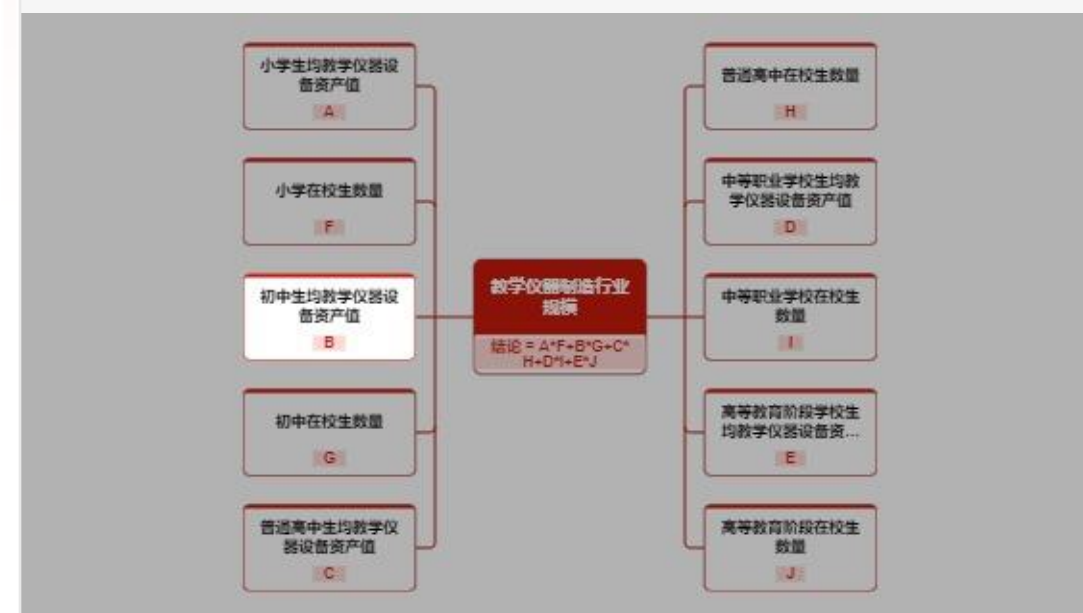 小学生均教学仪器设
备资产值
A
小学在校生数量
F
初中生均教学仪器设
备资产值
B
初中在校生数量
G
普通高中生均教学仪
器设备资产值
C
教学仪器制造行业
规模
结论 = A*F+B*G+C*
H+D*I+E*J
普通高中在校生数量
H
中等职业学校生均教
学仪器设备资产值
D
中等职业学校在校生
数量
I
高等教育阶段学校生
均教学仪器设备资...
E
高等教育阶段在校生
数量
J